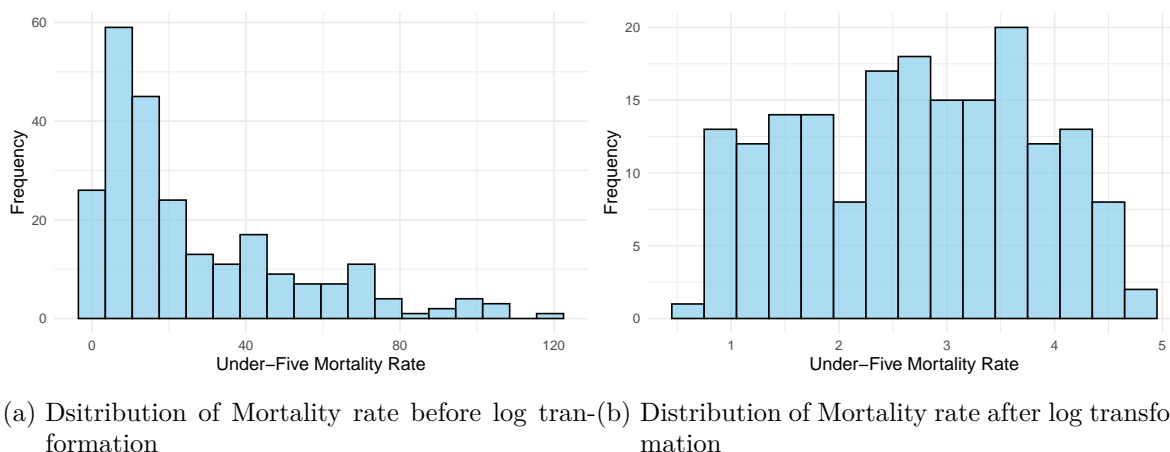 60
40
20
0
Frequency
0
40
80
120
Under−Five Mortality Rate
20
15
10
5
0
Frequency
1
2
3
4
5
Under−Five Mortality Rate
(a) Dsitribution of Mortality rate before log tran-
formation
(b) Distribution of Mortality rate after log transfo
mation